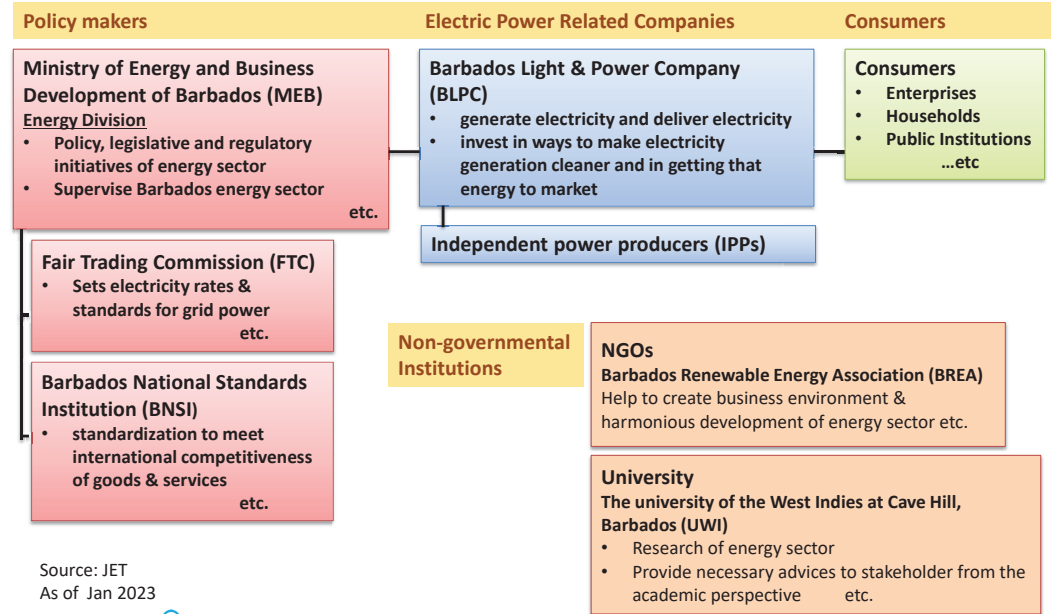 Policy makers
Electric Power Related Companies
Consumers
Ministry of Energy and Business
Development of Barbados (MEB)
Energy Division
• Policy, legislative and regulatory
initiatives of energy sector
• Supervise Barbados energy sector
etc.
Fair Trading Commission (FTC)
• Sets electricity rates &
standards for grid power
etc.
Barbados National Standards
Institution (BNSI)
• standardization to meet
international competitiveness
of goods & services
etc.
Barbados Light & Power Company
(BLPC)
• generate electricity and deliver electricity
• invest in ways to make electricity
generation cleaner and in getting that
energy to market
Independent power producers (IPPs)
Consumers
• Enterprises
• Households
• Public Institutions
...etc
Non-governmental
Institutions
NGOs
Barbados Renewable Energy Association (BREA)
Help to create business environment &
harmonious development of energy sector etc.
University
The university of the West Indies at Cave Hill,
Barbados (UWI)
• Research of energy sector
• Provide necessary advices to stakeholder from the
academic perspective etc.
Source: JET
As of Jan 2023